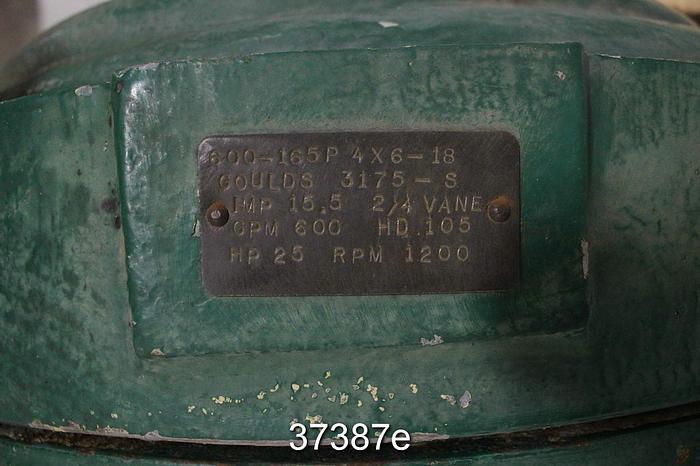 600-165P 4X6-18
GOULDS 3175-S
IMP 15.5 2/4 VANE
GPM 600 HD.105
HP 25 RPM 1200
37387e